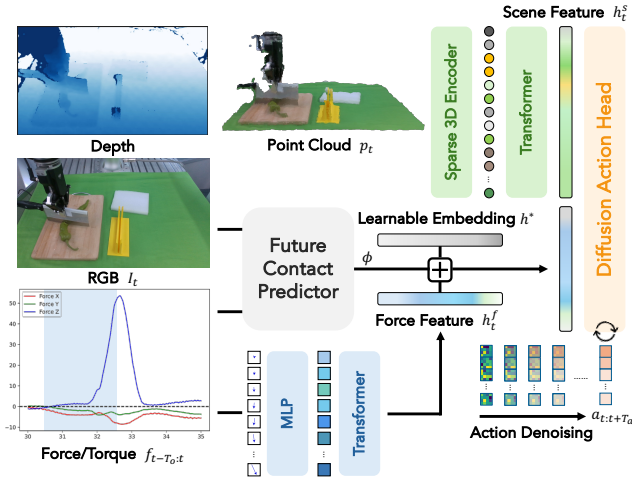 Scene Feature h_t^s
Depth
Point Cloud p_t
Sparse 3D Encoder
Transformer
Diffusion Action Head
RGB I_t
Future
Contact
Predictor
ϕ
Learnable Embedding h*
+
Force Feature h_t^f
Force X
Force Y
Force Z
50
40
30
20
10
0
−10
30 31 32 33 34 35
Force/Torque f_{t−T_o:t}
MLP
Transformer
Action Denoising
a_{t:t+T_a}